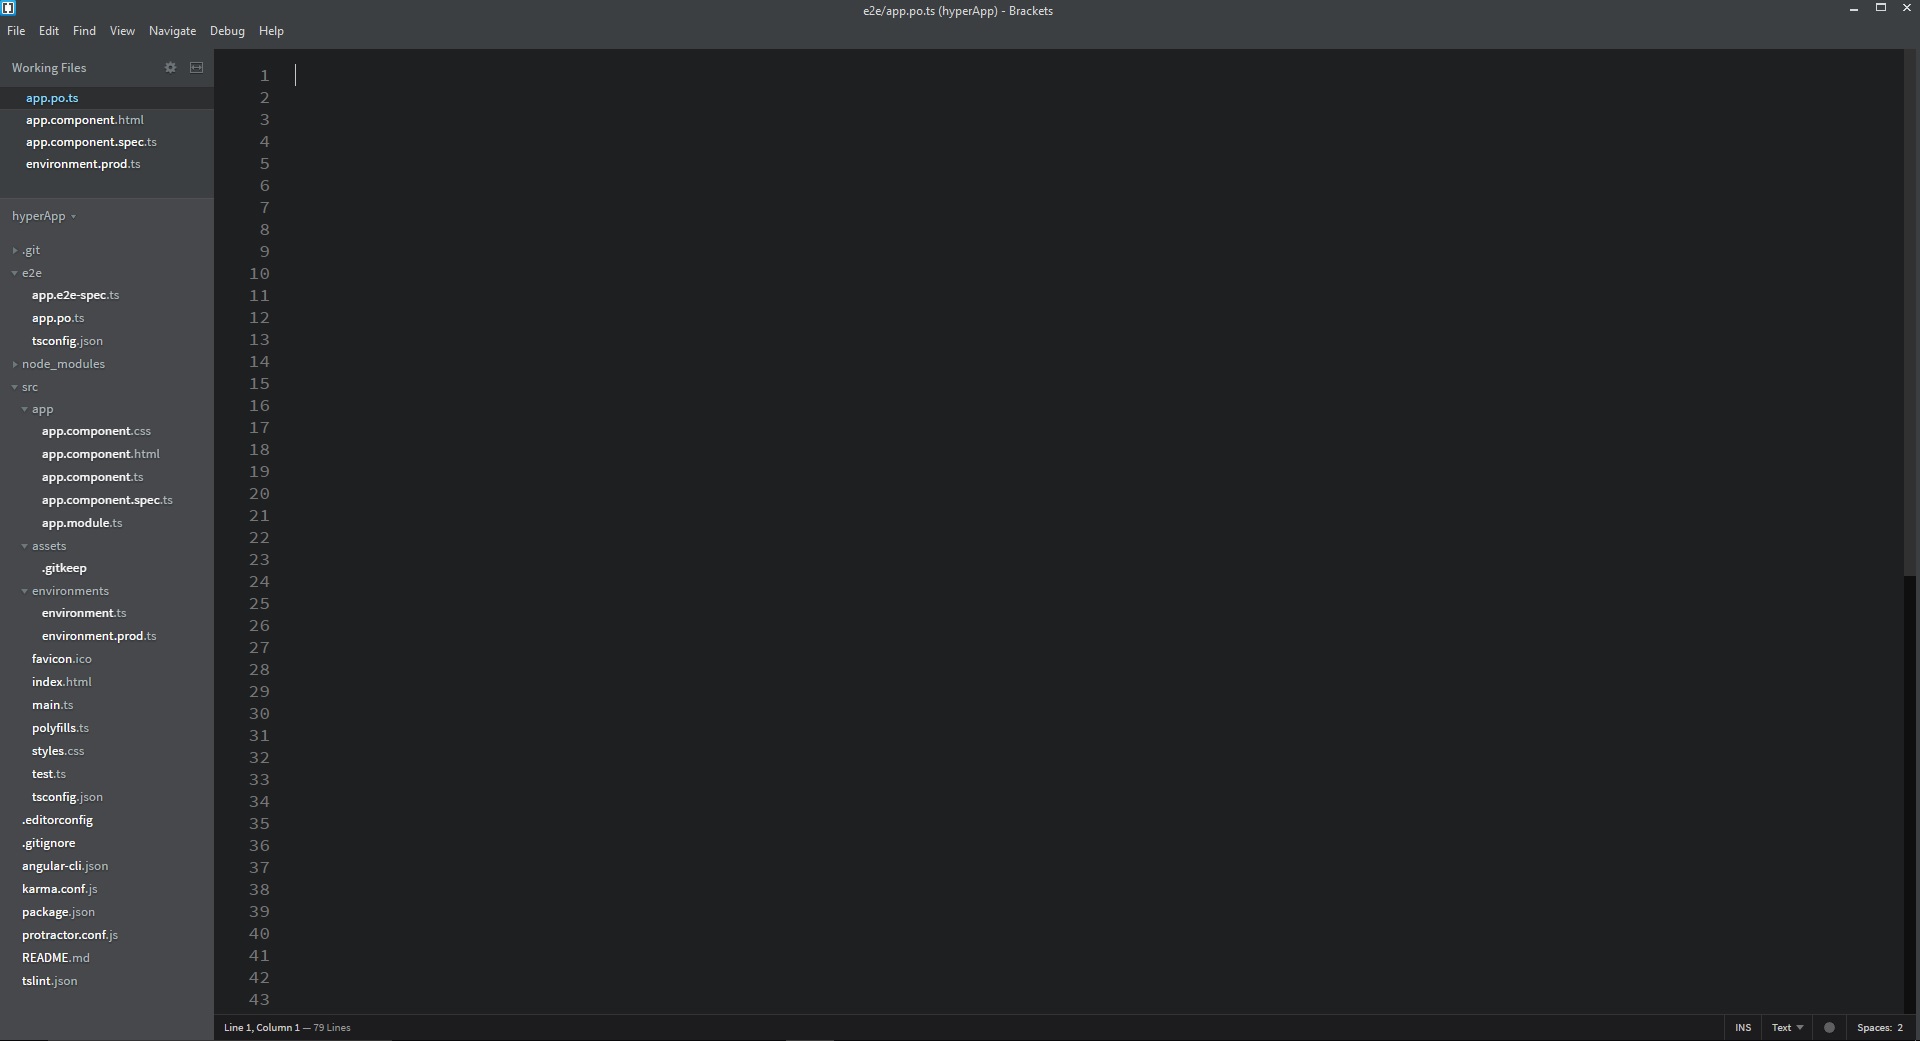 e2e/app.po.ts (hyperApp) - Brackets
File Edit Find View Navigate Debug Help
Working Files
app.po.ts
app.component.html
app.component.spec.ts
environment.prod.ts
hyperApp
.git
e2e
app.e2e-spec.ts
app.po.ts
tsconfig.json
node_modules
src
app
app.component.css
app.component.html
app.component.ts
app.component.spec.ts
app.module.ts
assets
.gitkeep
environments
environment.ts
environment.prod.ts
favicon.ico
index.html
main.ts
polyfills.ts
styles.css
test.ts
tsconfig.json
.editorconfig
.gitignore
angular-cli.json
karma.conf.js
package.json
protractor.conf.js
README.md
tslint.json
1
2
3
4
5
6
7
8
9
10
11
12
13
14
15
16
17
18
19
20
21
22
23
24
25
26
27
28
29
30
31
32
33
34
35
36
37
38
39
40
41
42
43
Line 1, Column 1 — 79 Lines
INS Text Spaces: 2